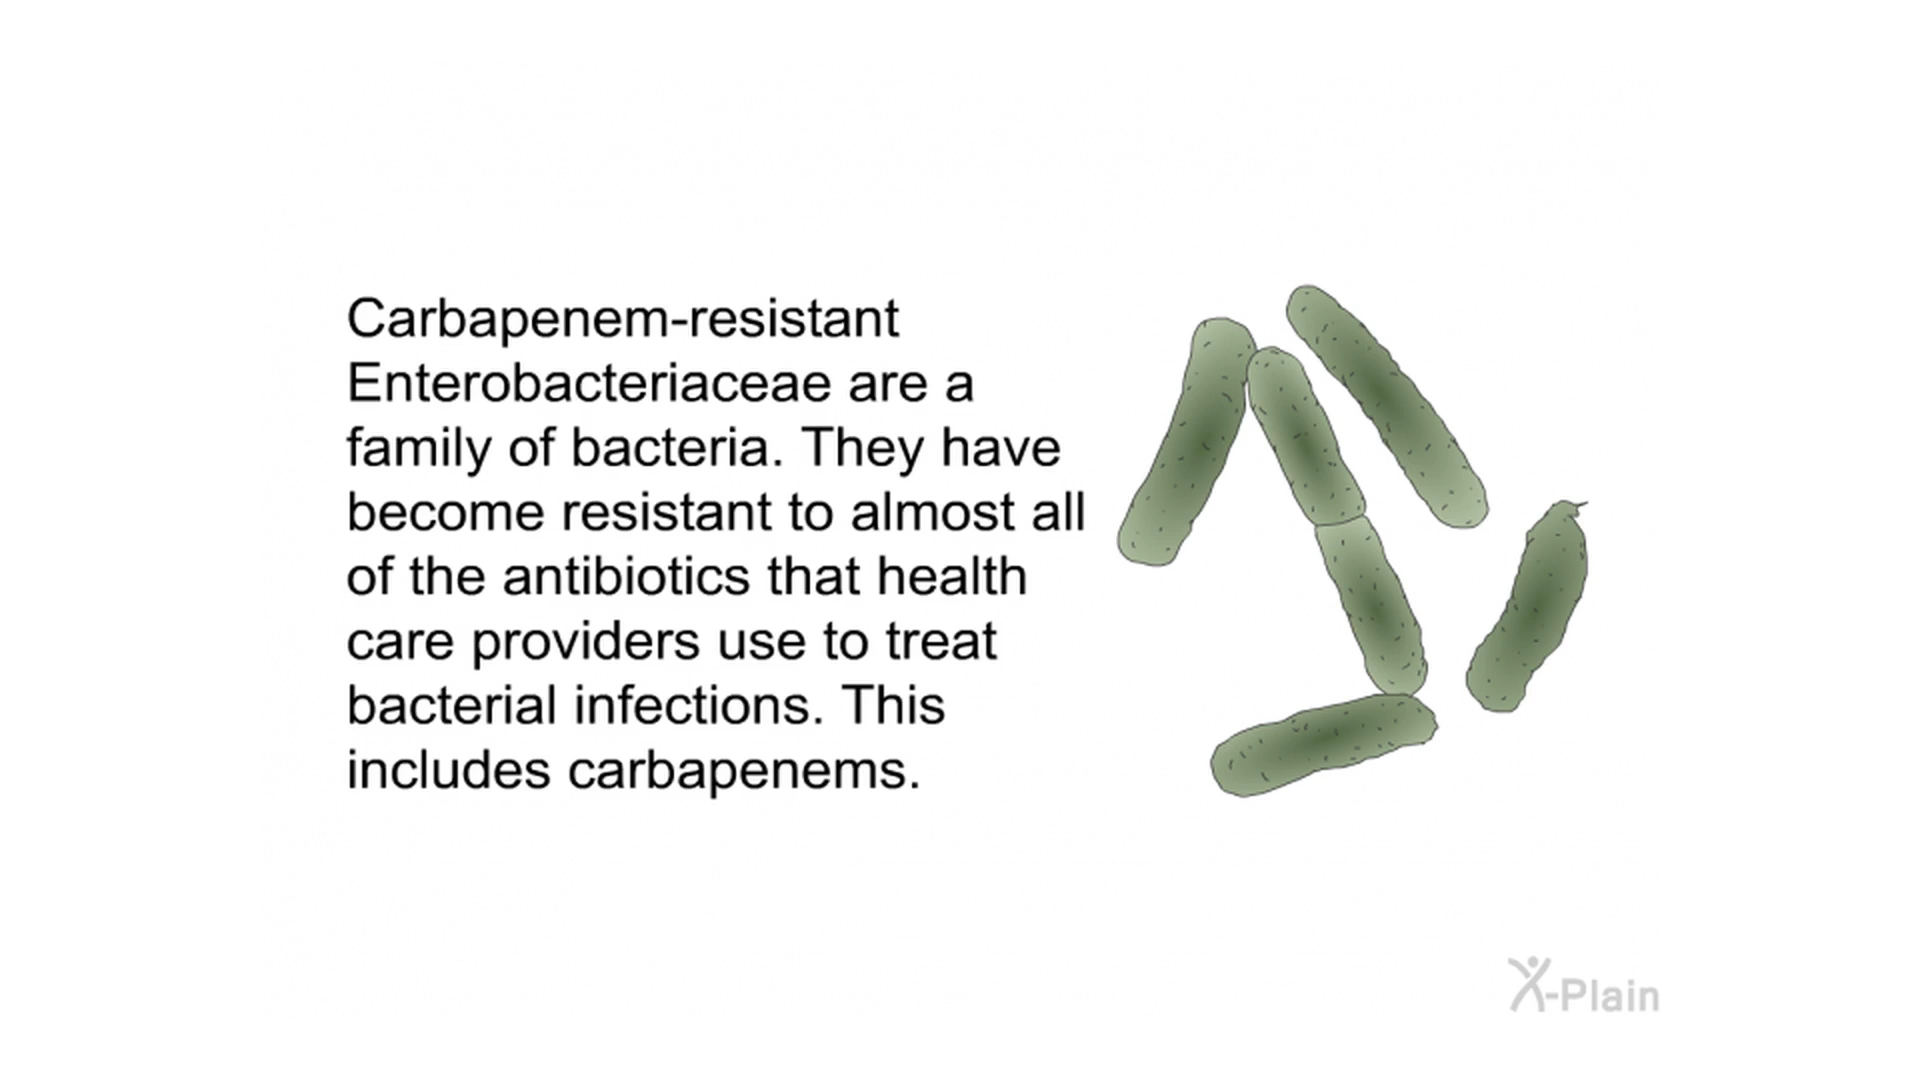 Carbapenem-resistant
Enterobacteriaceae are a
family of bacteria. They have
become resistant to almost all
of the antibiotics that health
care providers use to treat
bacterial infections. This
includes carbapenems.
X-Plain